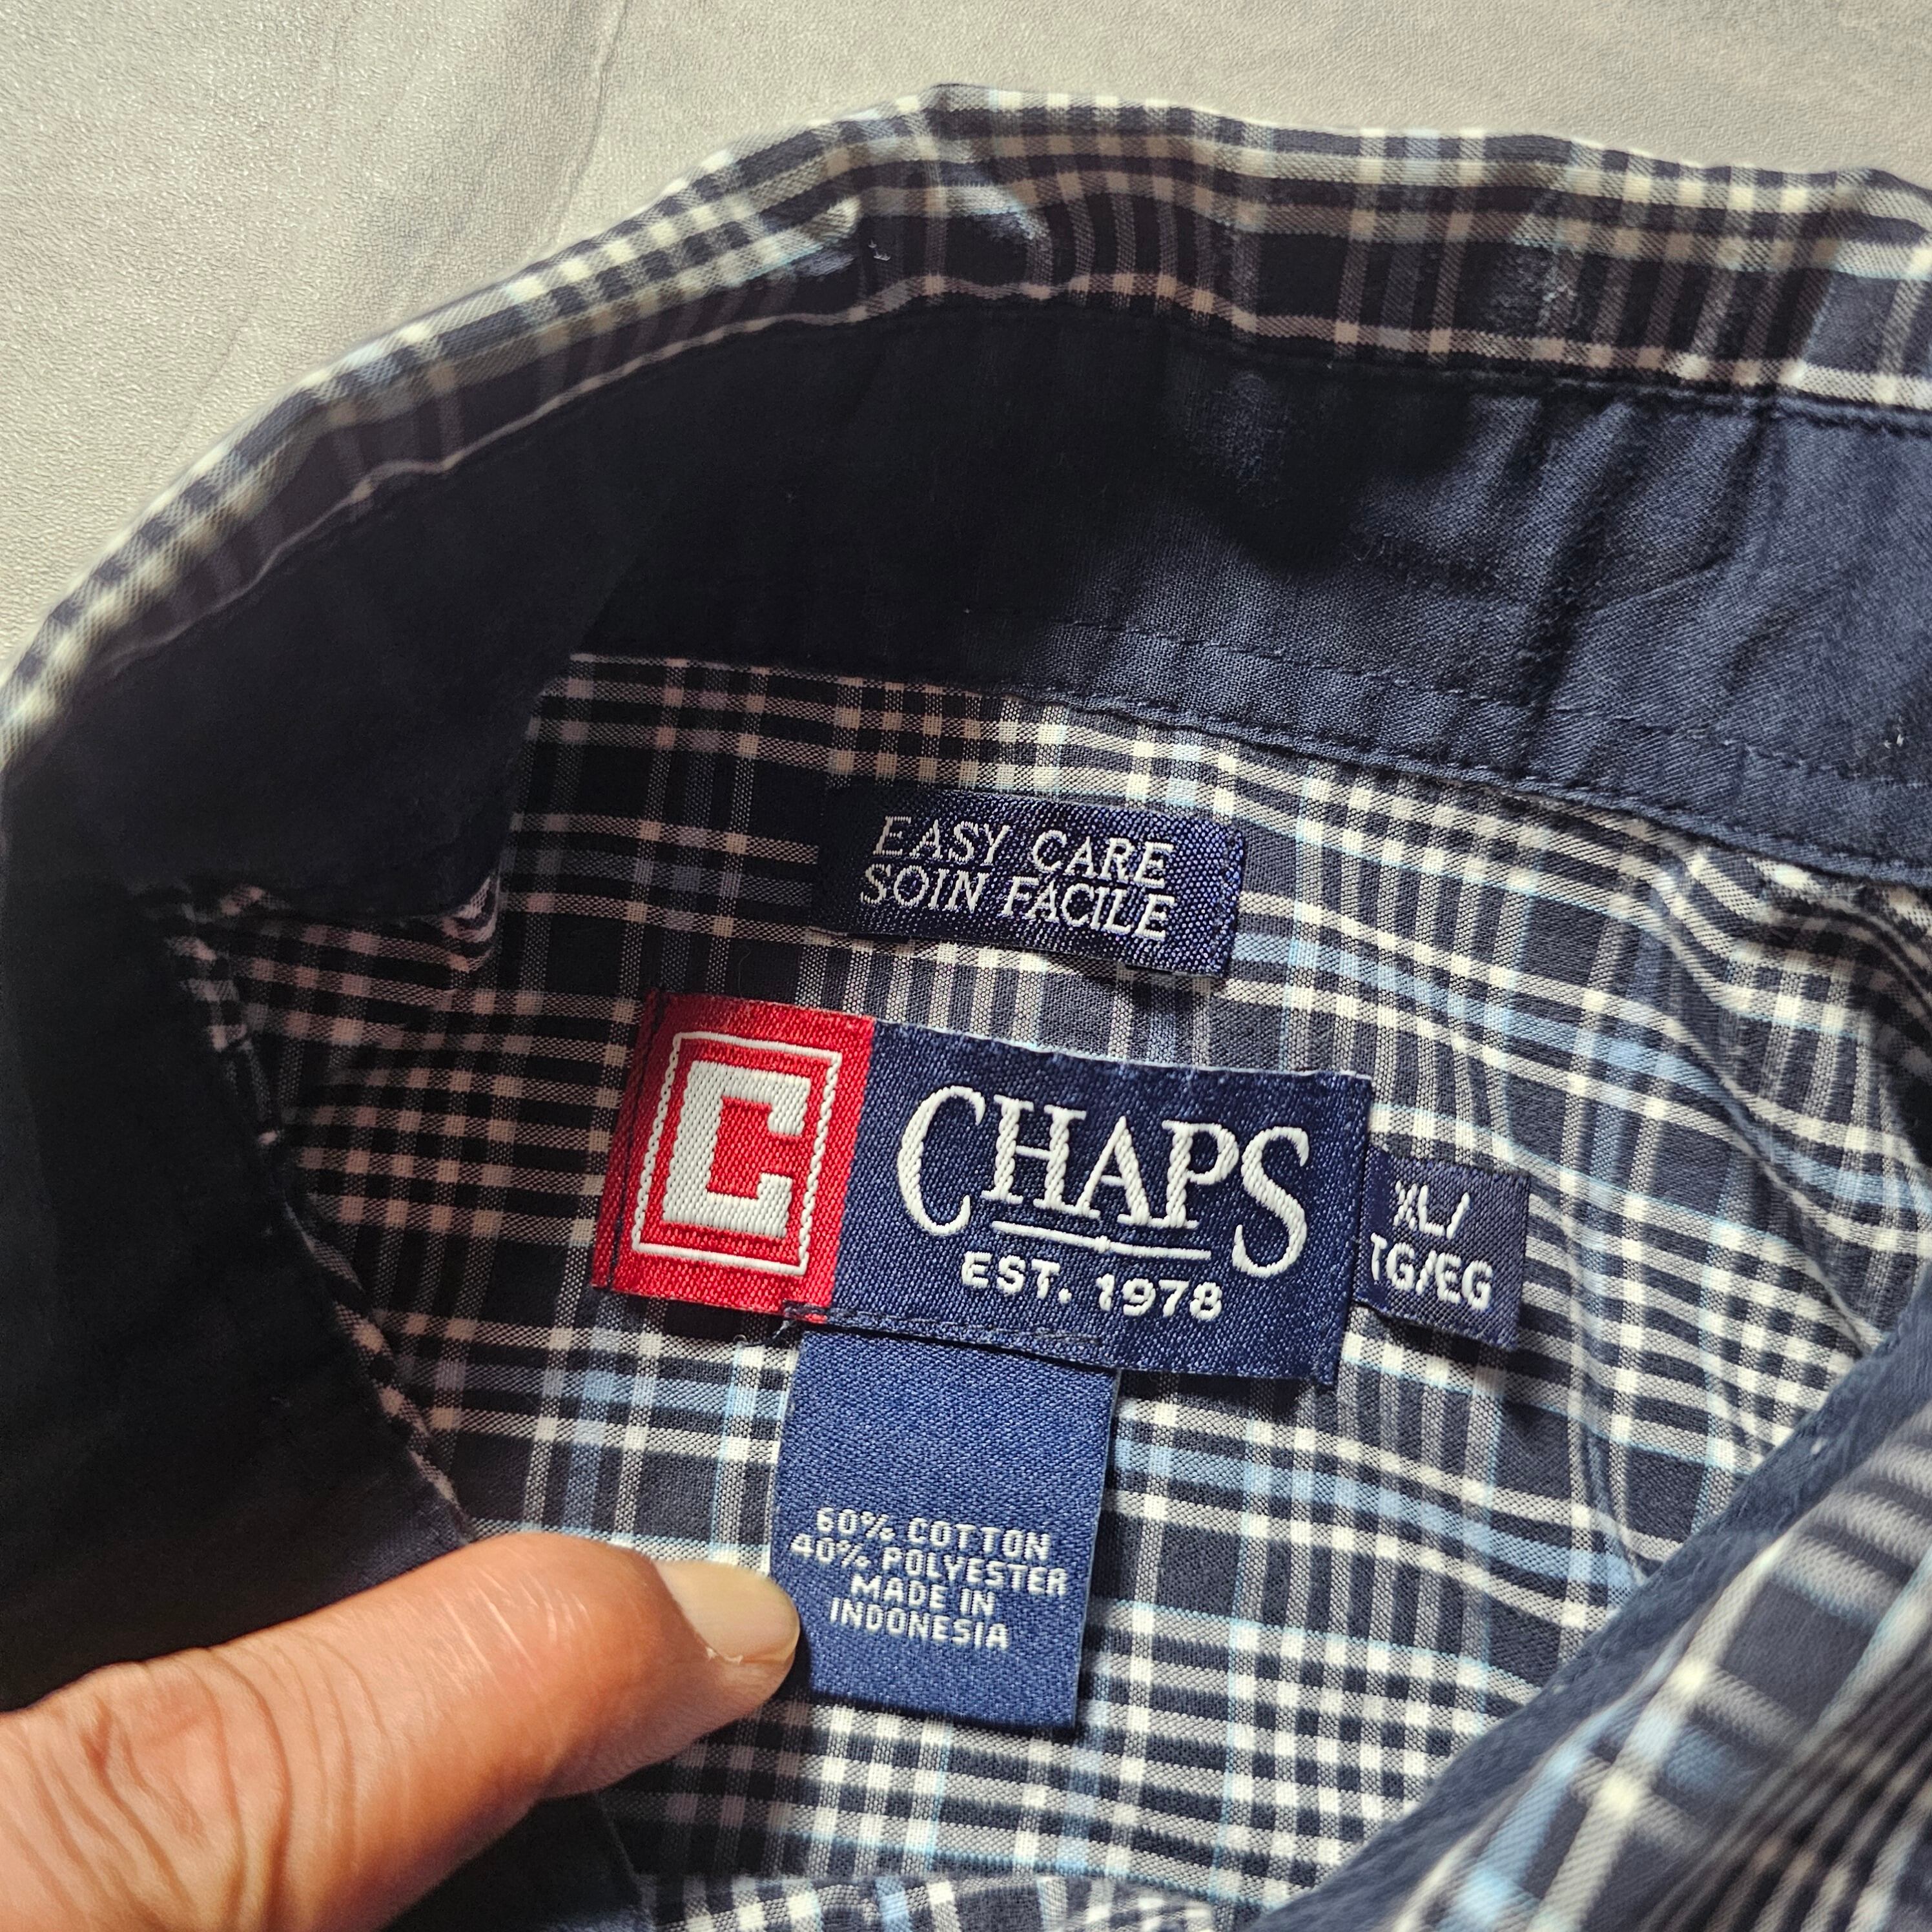 EASY CARE
SOIN FACILE
C
CHAPS
EST. 1978
XL/
TG/EG
60% COTTON
40% POLYESTER
MADE IN
INDONESIA